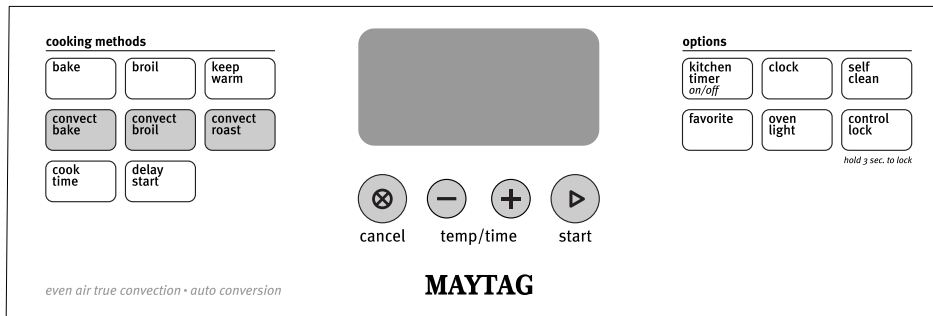 cooking methods
bake
broil
keep
warm
convect
bake
convect
broil
convect
roast
cook
time
delay
start
cancel
temp/time
start
options
kitchen
timer
on/off
clock
self
clean
favorite
oven
light
control
lock
hold 3 sec. to lock
even air true convection • auto conversion
MAYTAG